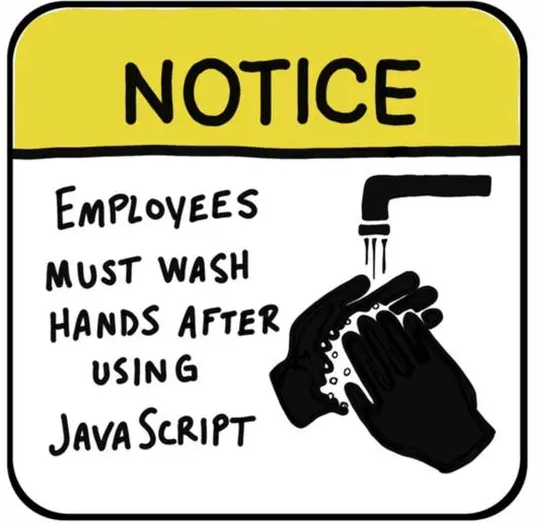 NOTICE
EMPLOYEES
MUST WASH
HANDS AFTER
USING
JAVASCRIPT